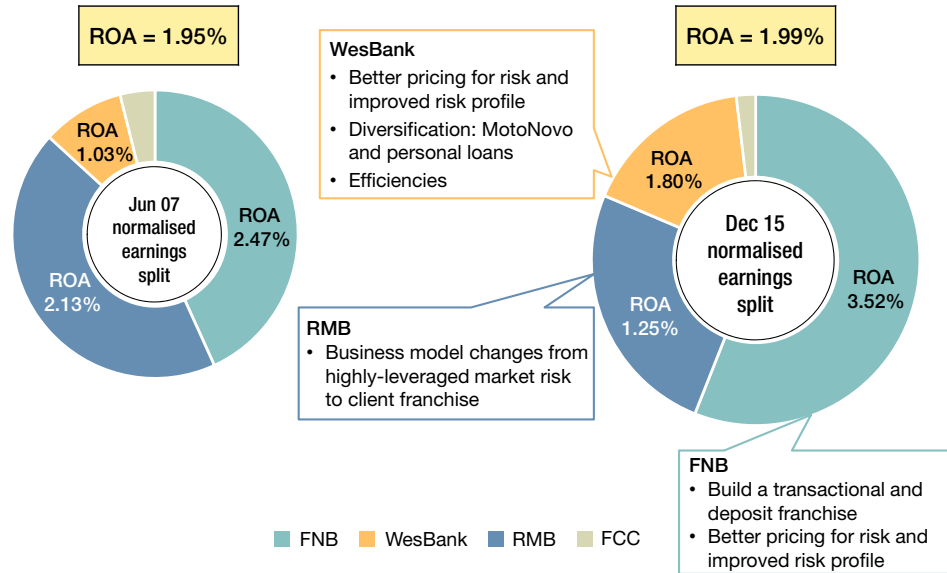 ROA = 1.95%
ROA = 1.99%
ROA
1.03%
ROA
2.47%
ROA
2.13%
Jun 07
normalised
earnings
split
WesBank
• Better pricing for risk and
improved risk profile
• Diversification: MotoNovo
and personal loans
• Efficiencies
ROA
1.80%
ROA
1.25%
ROA
3.52%
Dec 15
normalised
earnings
split
RMB
• Business model changes from
highly-leveraged market risk
to client franchise
FNB
• Build a transactional and
deposit franchise
• Better pricing for risk and
improved risk profile
FNB WesBank RMB FCC